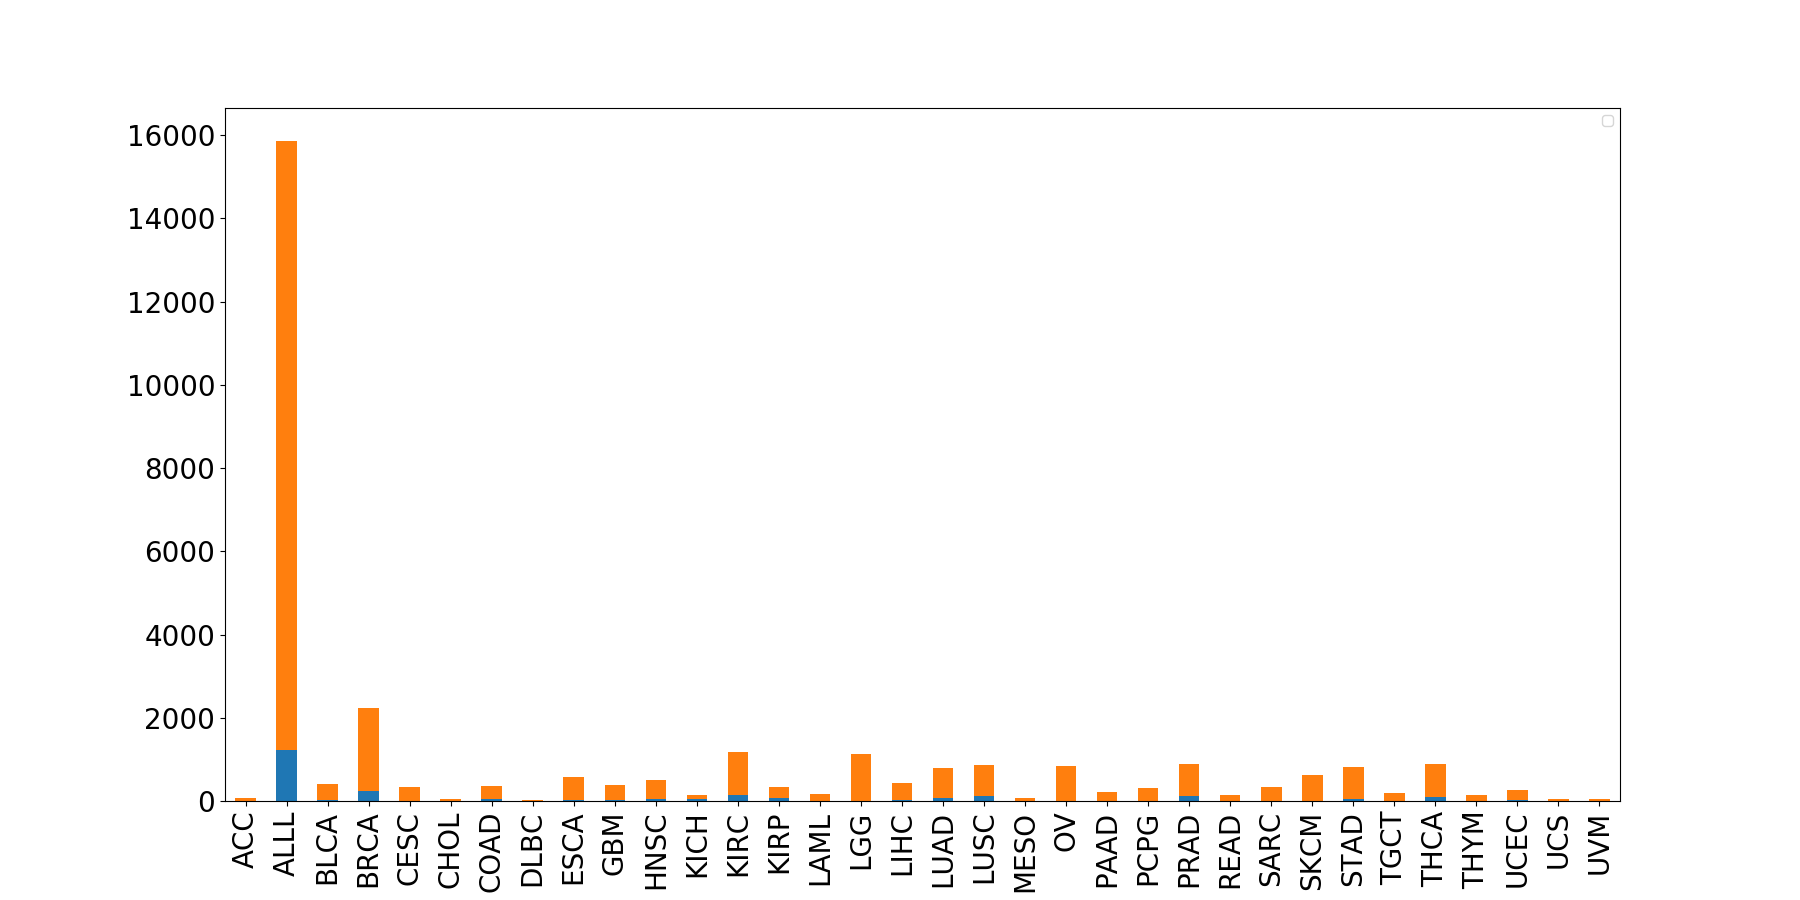 16000
14000
12000
10000
8000
6000
4000
2000
0
ACC
ALLL
BLCA
BRCA
CESC
CHOL
COAD
DLBC
ESCA
GBM
HNSC
KICH
KIRC
KIRP
LAML
LGG
LIHC
LUAD
LUSC
MESO
OV
PAAD
PCPG
PRAD
READ
SARC
SKCM
STAD
TGCT
THCA
THYM
UCEC
UCS
UVM